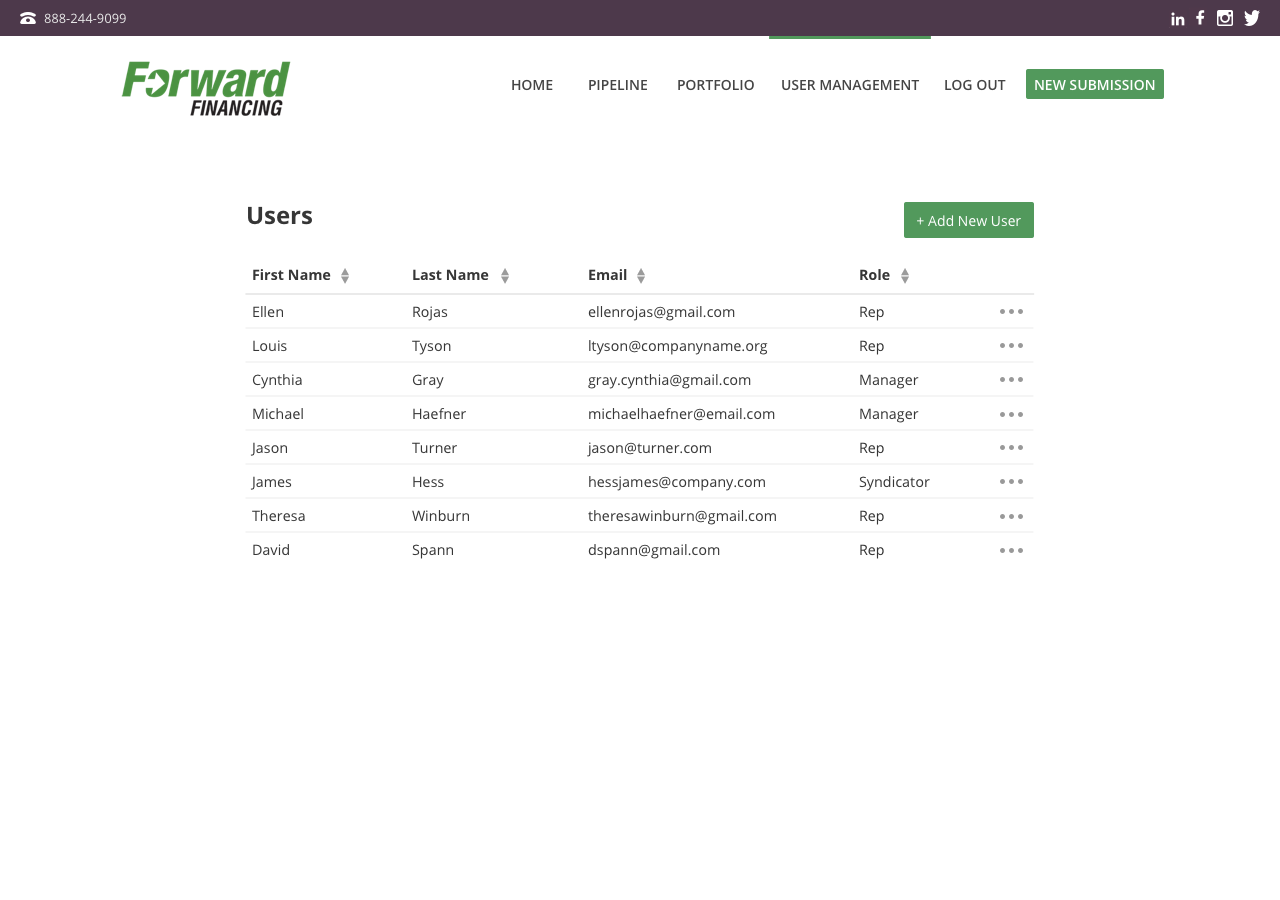 888-244-9099
Forward
FINANCING
HOME PIPELINE PORTFOLIO USER MANAGEMENT LOG OUT NEW SUBMISSION
Users
+ Add New User
First Name Last Name Email Role
Ellen Rojas ellenrojas@gmail.com Rep
Louis Tyson ltyson@companyname.org Rep
Cynthia Gray gray.cynthia@gmail.com Manager
Michael Haefner michaelhaefner@email.com Manager
Jason Turner jason@turner.com Rep
James Hess hessjames@company.com Syndicator
Theresa Winburn theresawinburn@gmail.com Rep
David Spann dspann@gmail.com Rep